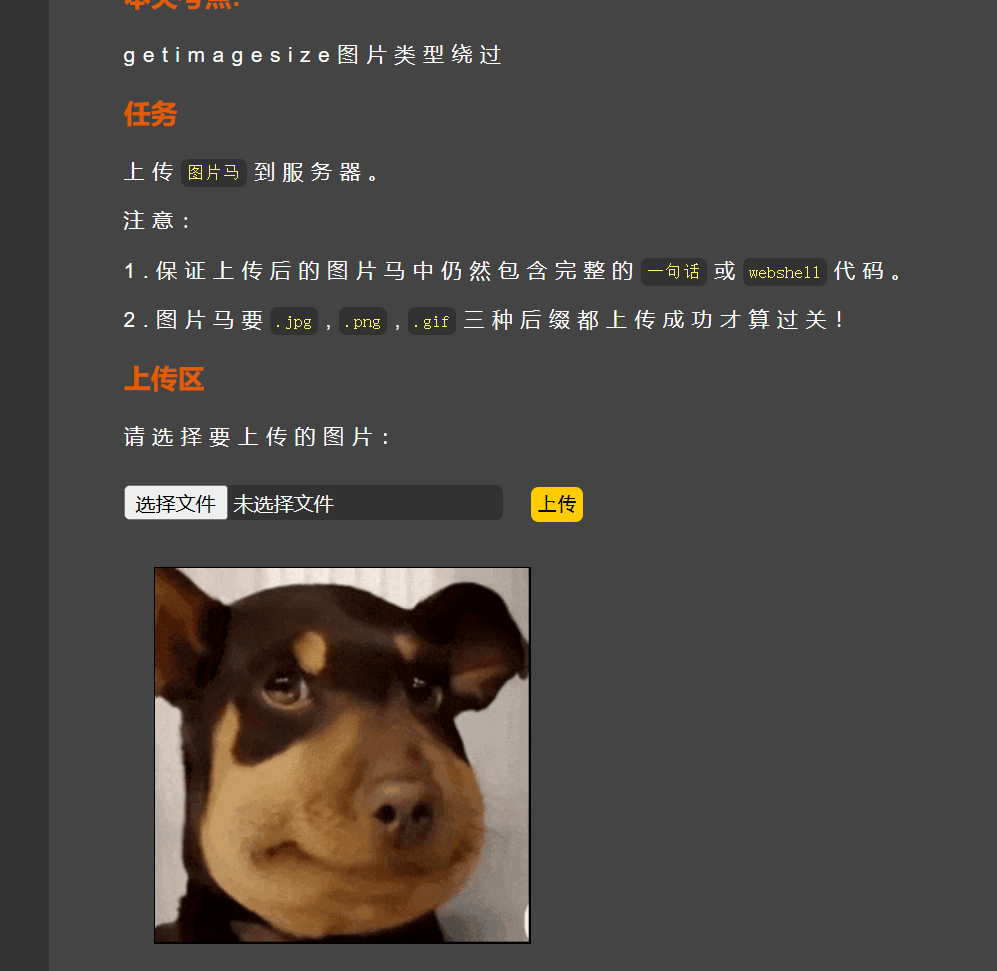 本关考点:
getimagesize图片类型绕过
任务
上传 图片马 到服务器。
注意：
1.保证上传后的图片马中仍然包含完整的 一句话 或 webshell 代码。
2.图片马要 .jpg , .png , .gif 三种后缀都上传成功才算过关！
上传区
请选择要上传的图片：
选择文件 未选择文件 上传